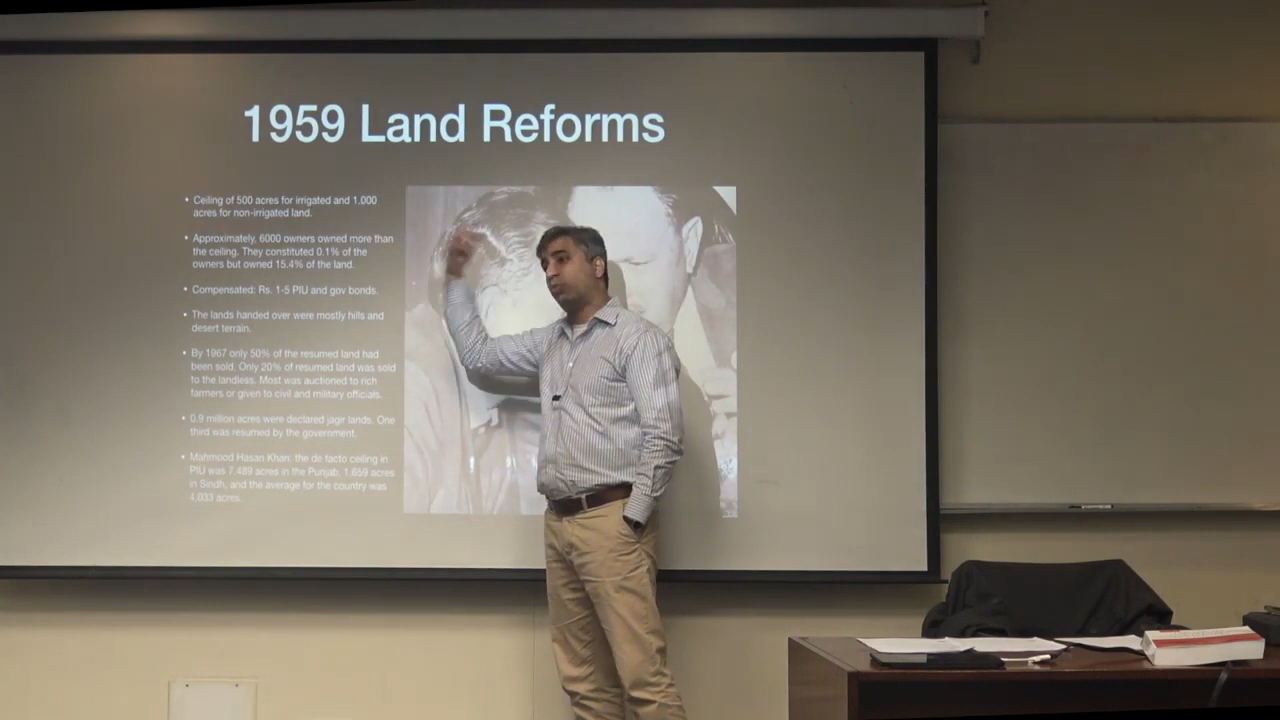 1959 Land Reforms
• Ceiling of 500 acres for irrigated and 1,000
acres for non-irrigated land.
• Approximately, 6000 owners owned more than
the ceiling. They constituted 0.1% of the
owners but owned 15.4% of the land.
• Compensated: Rs. 1-5 PIU and gov bonds.
• The lands handed over were mostly hills and
desert terrain.
• By 1967 only 50% of the resumed land had
been sold. Only 20% of resumed land was sold
to the landless. Most was auctioned to rich
farmers or given to civil and military officials.
• 0.9 million acres were declared jagir lands. One
third was resumed by the government.
• Mahmood Hasan Khan: the de facto ceiling in
PIU was 7,489 acres in the Punjab, 1,659 acres
in Sindh, and the average for the country was
4,033 acres.